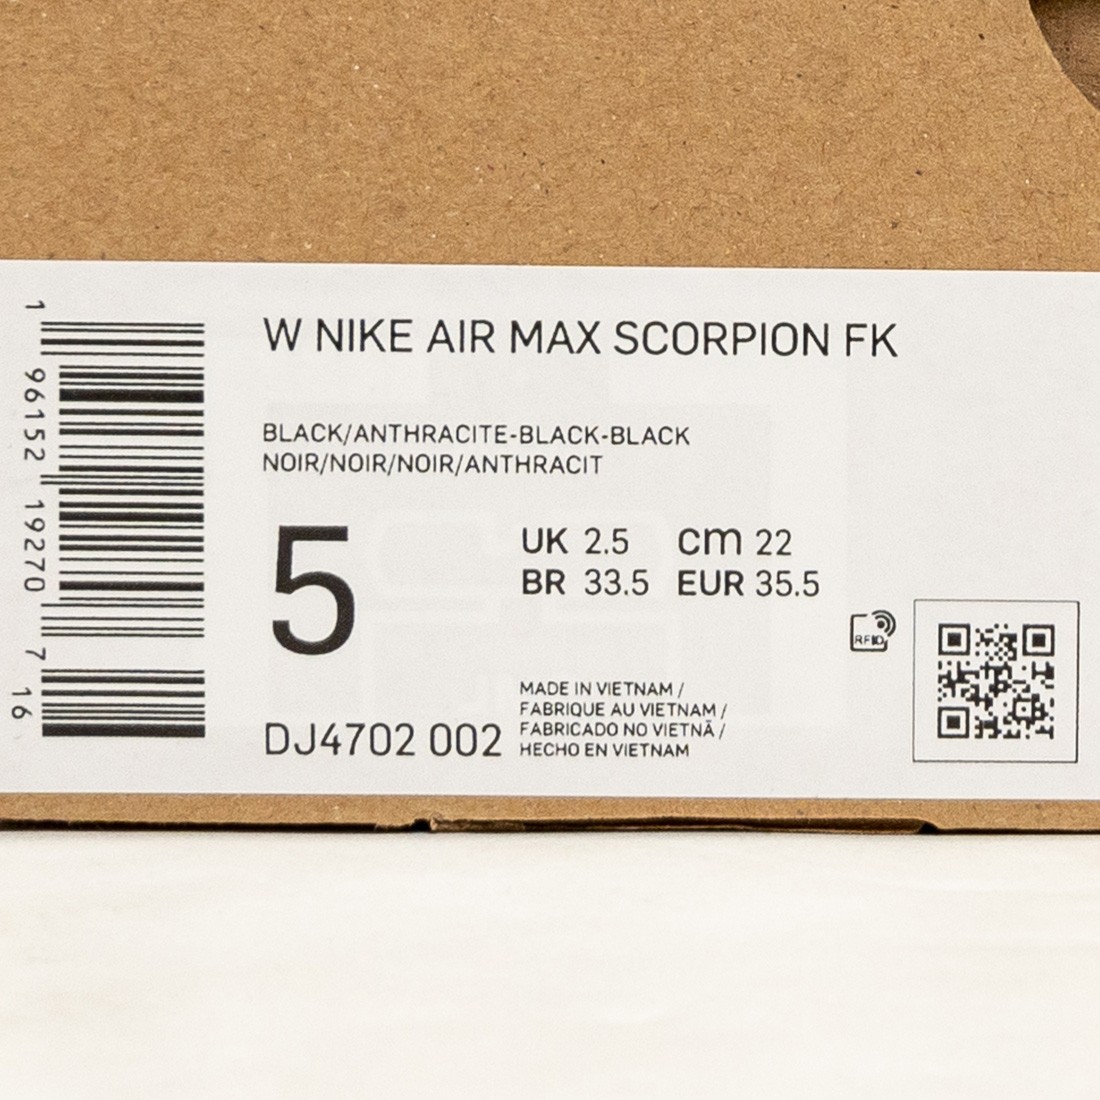 W NIKE AIR MAX SCORPION FK
BLACK/ANTHRACITE-BLACK-BLACK
NOIR/NOIR/NOIR/ANTHRACIT
5
UK 2.5 cm 22
BR 33.5 EUR 35.5
RFID
MADE IN VIETNAM /
FABRIQUE AU VIETNAM /
FABRICADO NO VIETNÃ /
HECHO EN VIETNAM
DJ4702 002
1 96152 19270 7 16